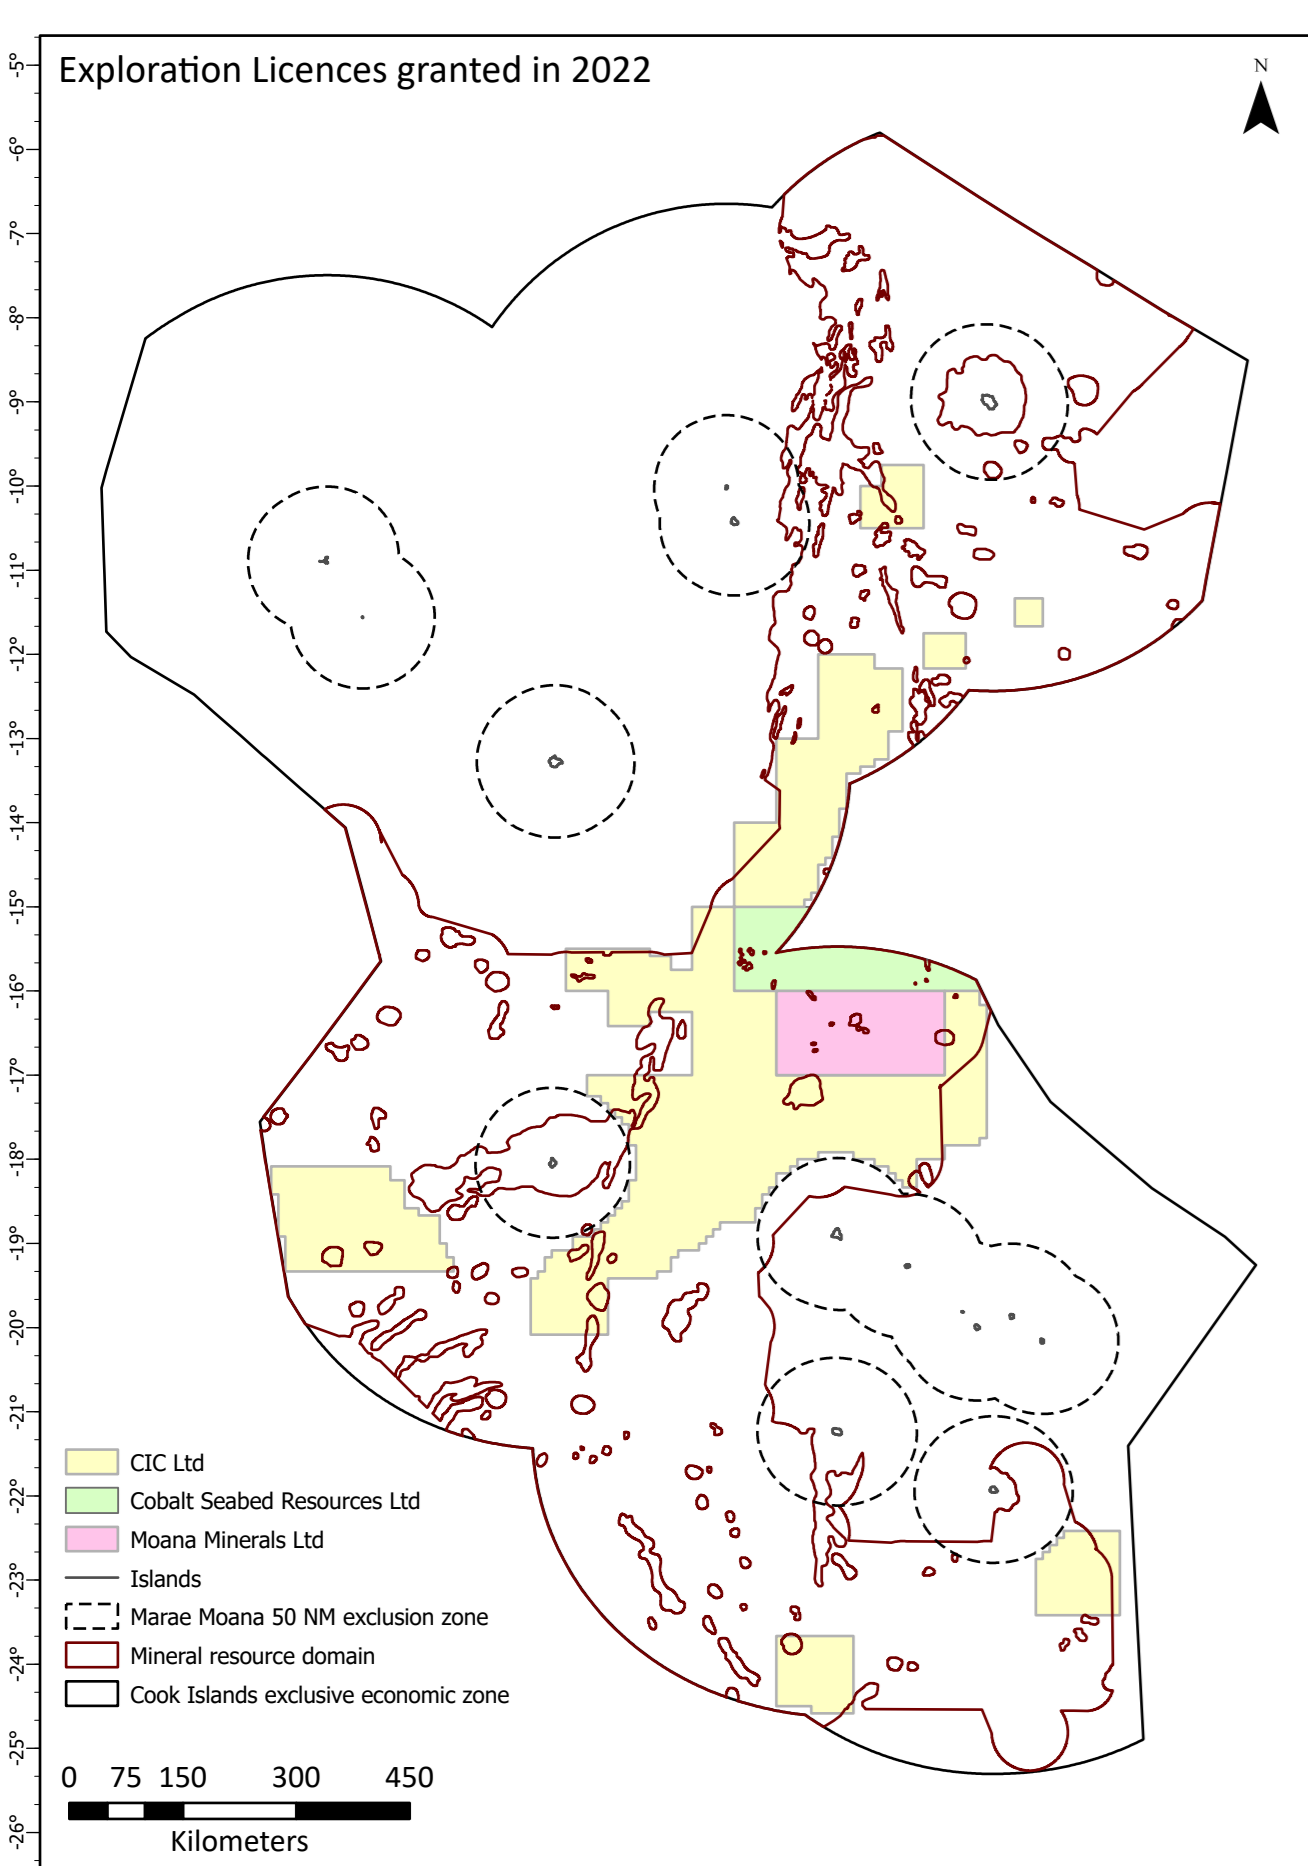 Exploration Licences granted in 2022
N
-5°
-6°
-7°
-8°
-9°
-10°
-11°
-12°
-13°
-14°
-15°
-16°
-17°
-18°
-19°
-20°
-21°
-22°
-23°
-24°
-25°
-26°
CIC Ltd
Cobalt Seabed Resources Ltd
Moana Minerals Ltd
Islands
Marae Moana 50 NM exclusion zone
Mineral resource domain
Cook Islands exclusive economic zone
0 75 150 300 450
Kilometers